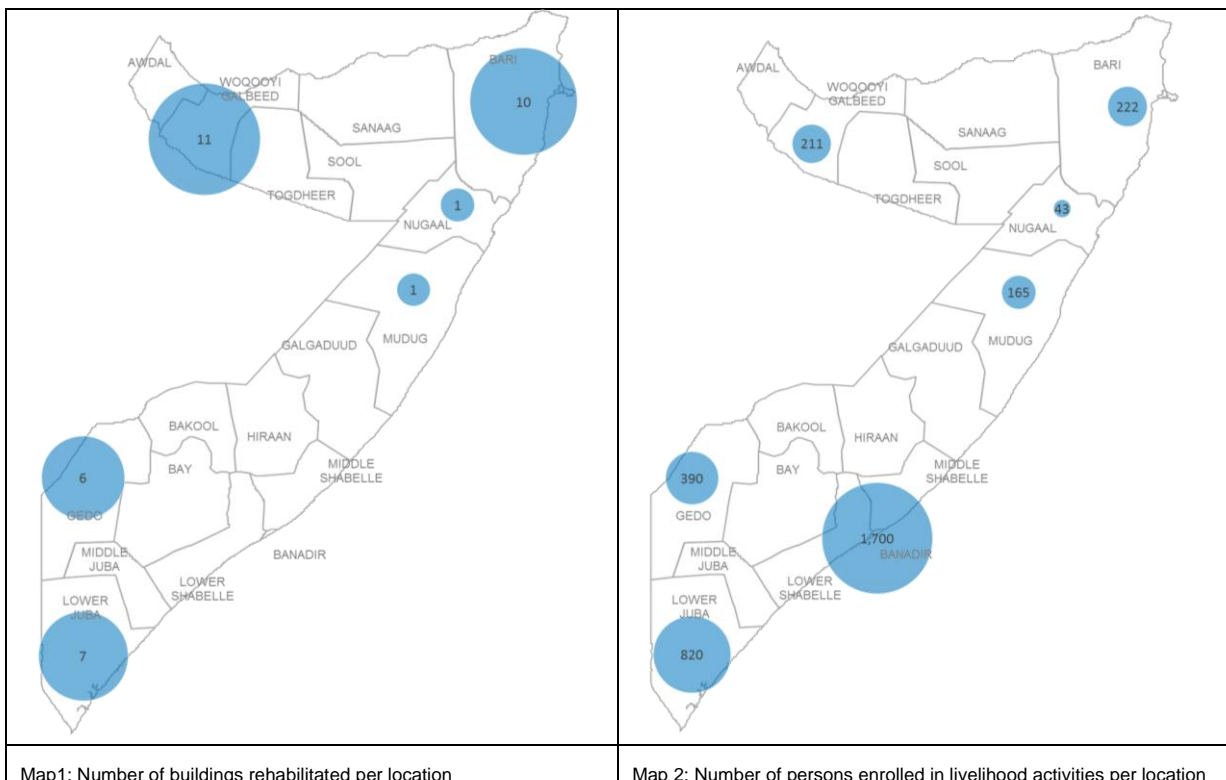 AWDAL
BARI
WOQOOYI
GALBEED
10
11
SANAAG
SOOL
TOGDHEER
1
NUGAAL
1
MUDUG
GALGADUUD
BAKOOL
HIRAAN
BAY
MIDDLE
SHABELLE
6
GEDO
MIDDLE
JUBA
BANADIR
LOWER
SHABELLE
LOWER
JUBA
7
Map1: Number of buildings rehabilitated per location
AWDAL
BARI
WOQOOYI
GALBEED
222
211
SANAAG
SOOL
TOGDHEER
43
NUGAAL
165
MUDUG
GALGADUUD
BAKOOL
HIRAAN
BAY
MIDDLE
SHABELLE
390
GEDO
1,700
BANADIR
MIDDLE
JUBA
LOWER
SHABELLE
LOWER
JUBA
820
Map 2: Number of persons enrolled in livelihood activities per location